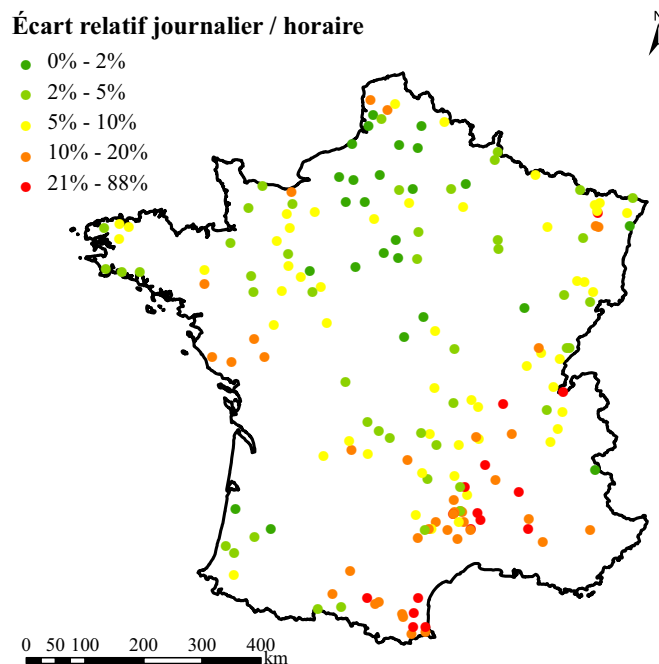 Écart relatif journalier / horaire
N
0% - 2%
2% - 5%
5% - 10%
10% - 20%
21% - 88%
0 50 100 200 300 400
km